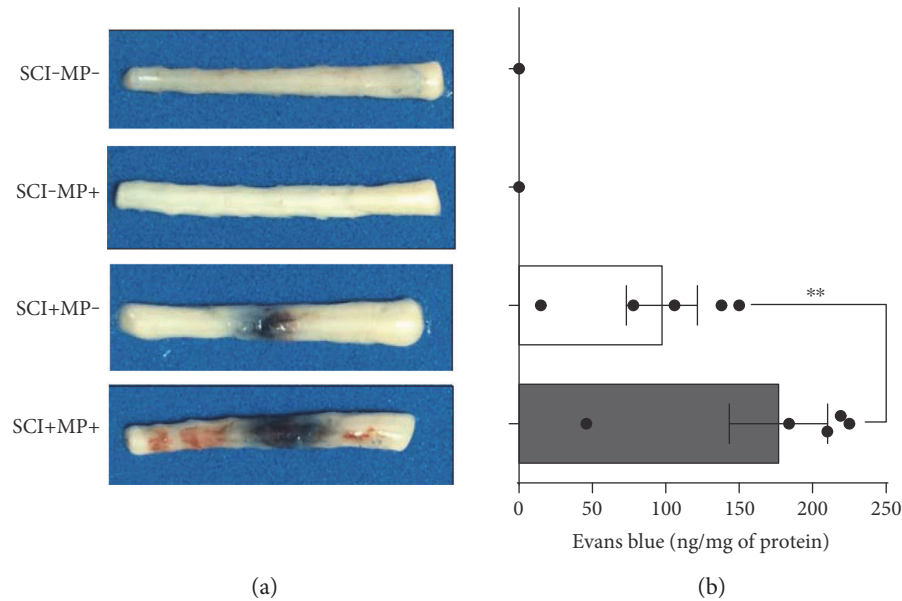 SCI-MP-
SCI-MP+
SCI+MP-
SCI+MP+
**
0 50 100 150 200 250
Evans blue (ng/mg of protein)
(a) (b)